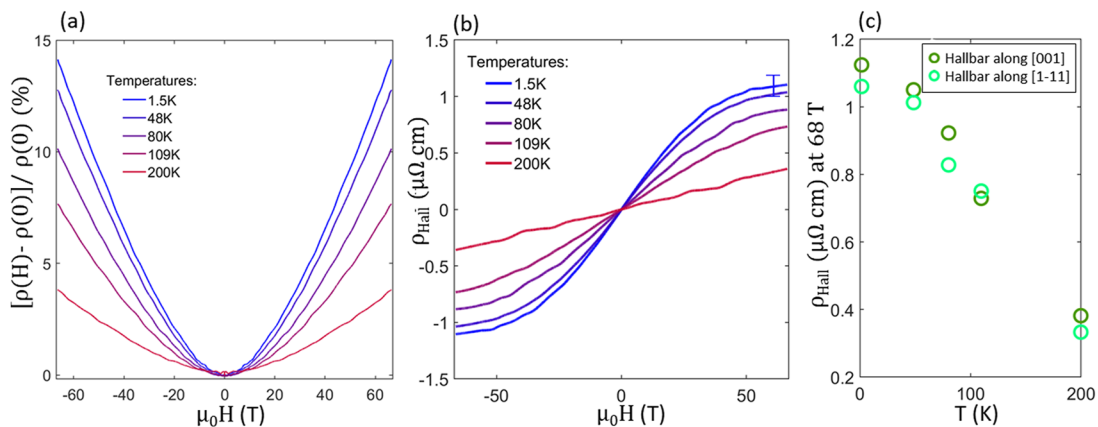 (a)
15
10
5
0
[ρ(H)- ρ(0)]/ ρ(0) (%)
Temperatures:
1.5K
48K
80K
109K
200K
-60 -40 -20 0 20 40 60
μ₀H (T)
(b)
1.5
1
0.5
0
-0.5
-1
-1.5
ρHall (μΩ cm)
Temperatures:
1.5K
48K
80K
109K
200K
-50 0 50
μ₀H (T)
(c)
1.2
1
0.8
0.6
0.4
0.2
ρHall (μΩ cm) at 68 T
Hallbar along [001]
Hallbar along [1-11]
0 100 200
T (K)